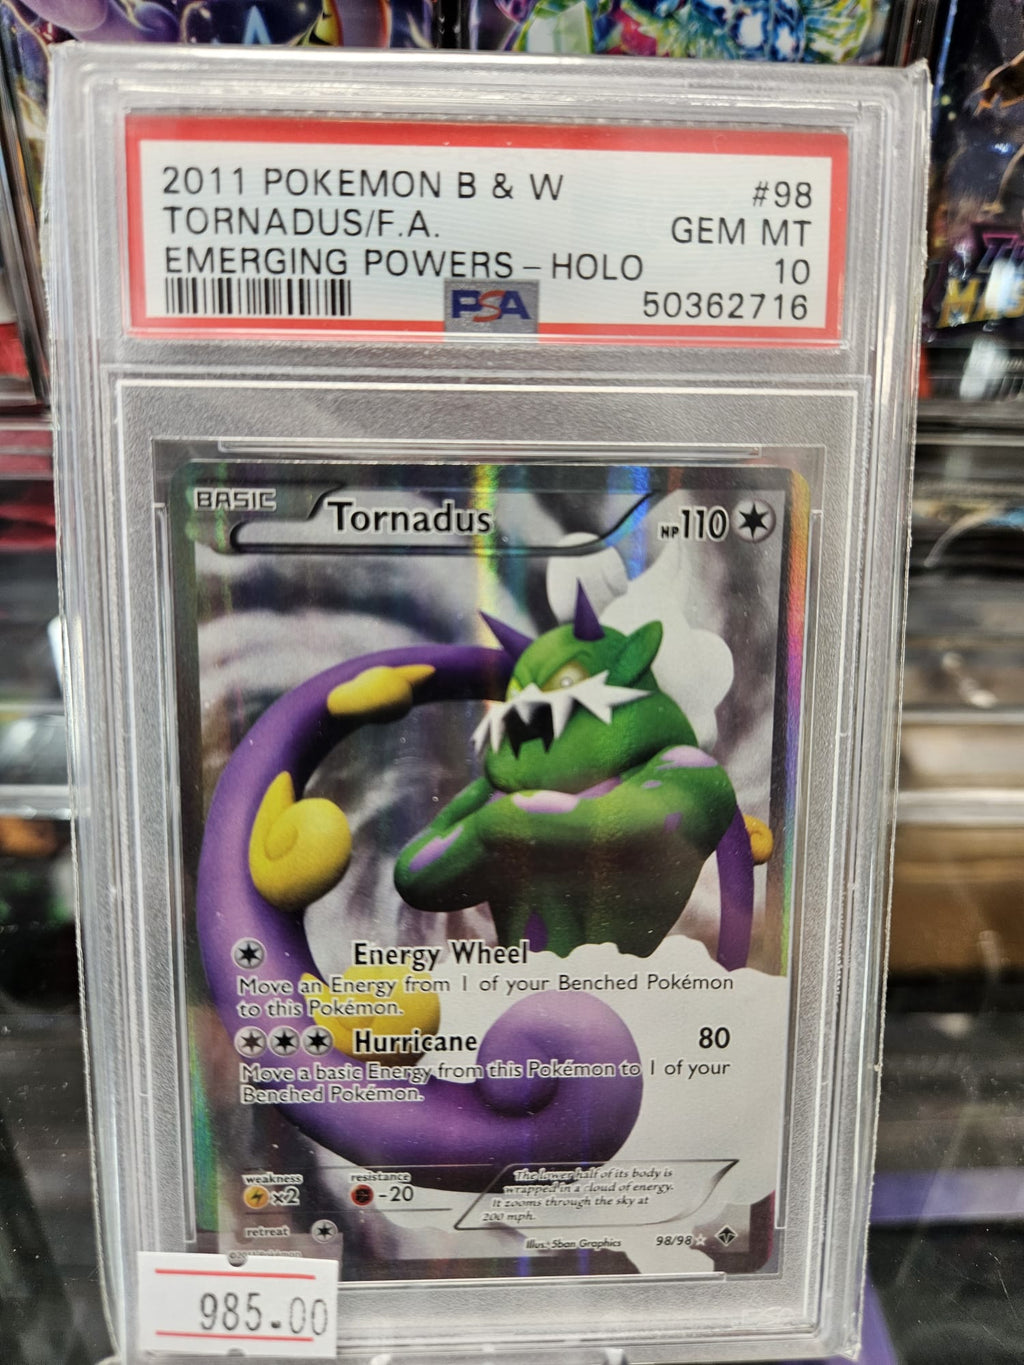 2011 POKEMON B & W #98
TORNADUS/F.A. GEM MT
EMERGING POWERS – HOLO 10
PSA 50362716
BASIC Tornadus HP110
Energy Wheel
Move an Energy from 1 of your Benched Pokémon
to this Pokémon.
Hurricane 80
Move a basic Energy from this Pokémon to 1 of your
Benched Pokémon.
weakness resistance
×2 -20
The lower half of its body is
wrapped in a cloud of energy.
It zooms through the sky at
200 mph.
retreat
Illus. 5ban Graphics 98/98
985.00